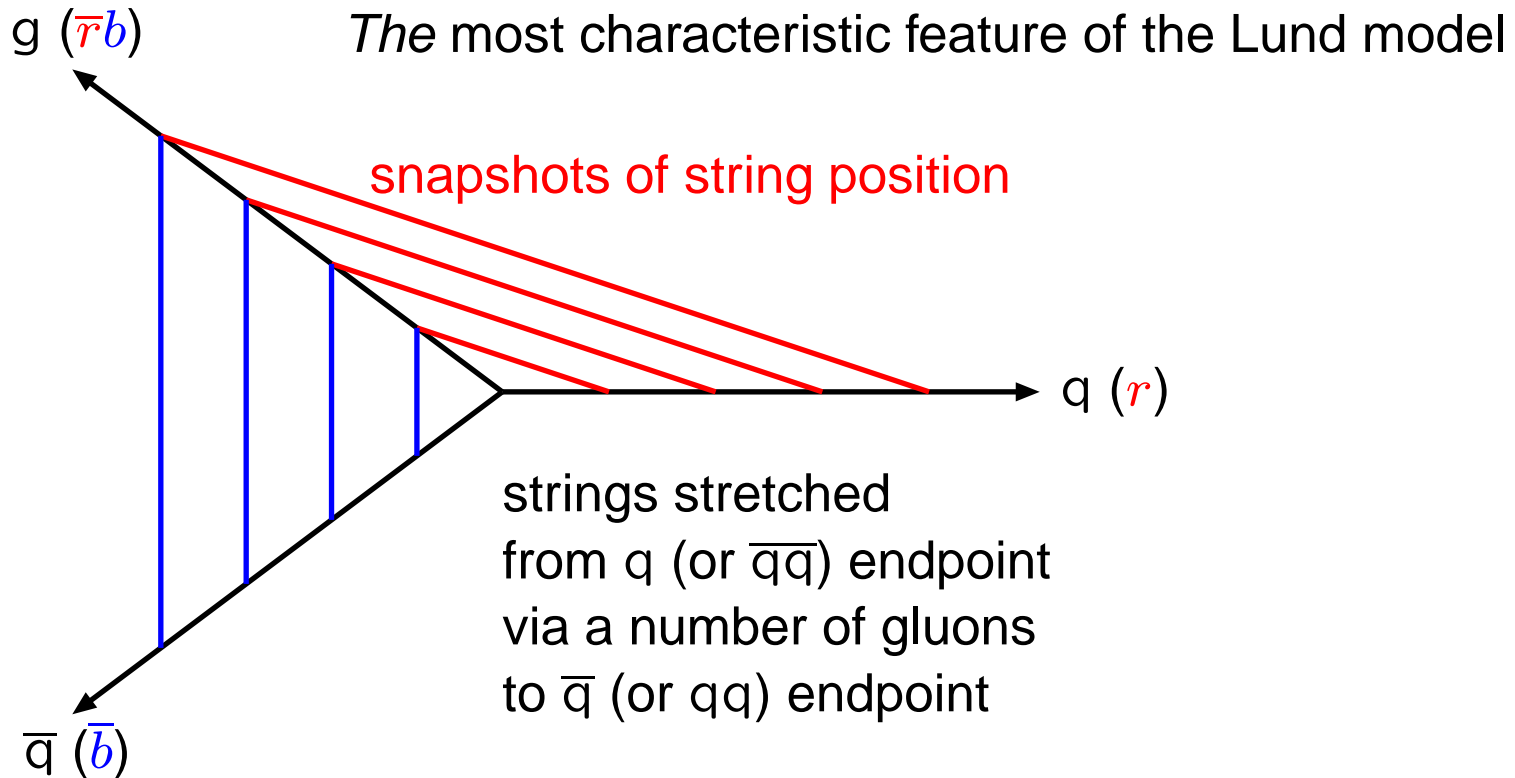 g (r̅b)
The most characteristic feature of the Lund model
snapshots of string position
q (r)
strings stretched
from q (or q̅q̅) endpoint
via a number of gluons
to q̅ (or qq) endpoint
q̅ (b̅)